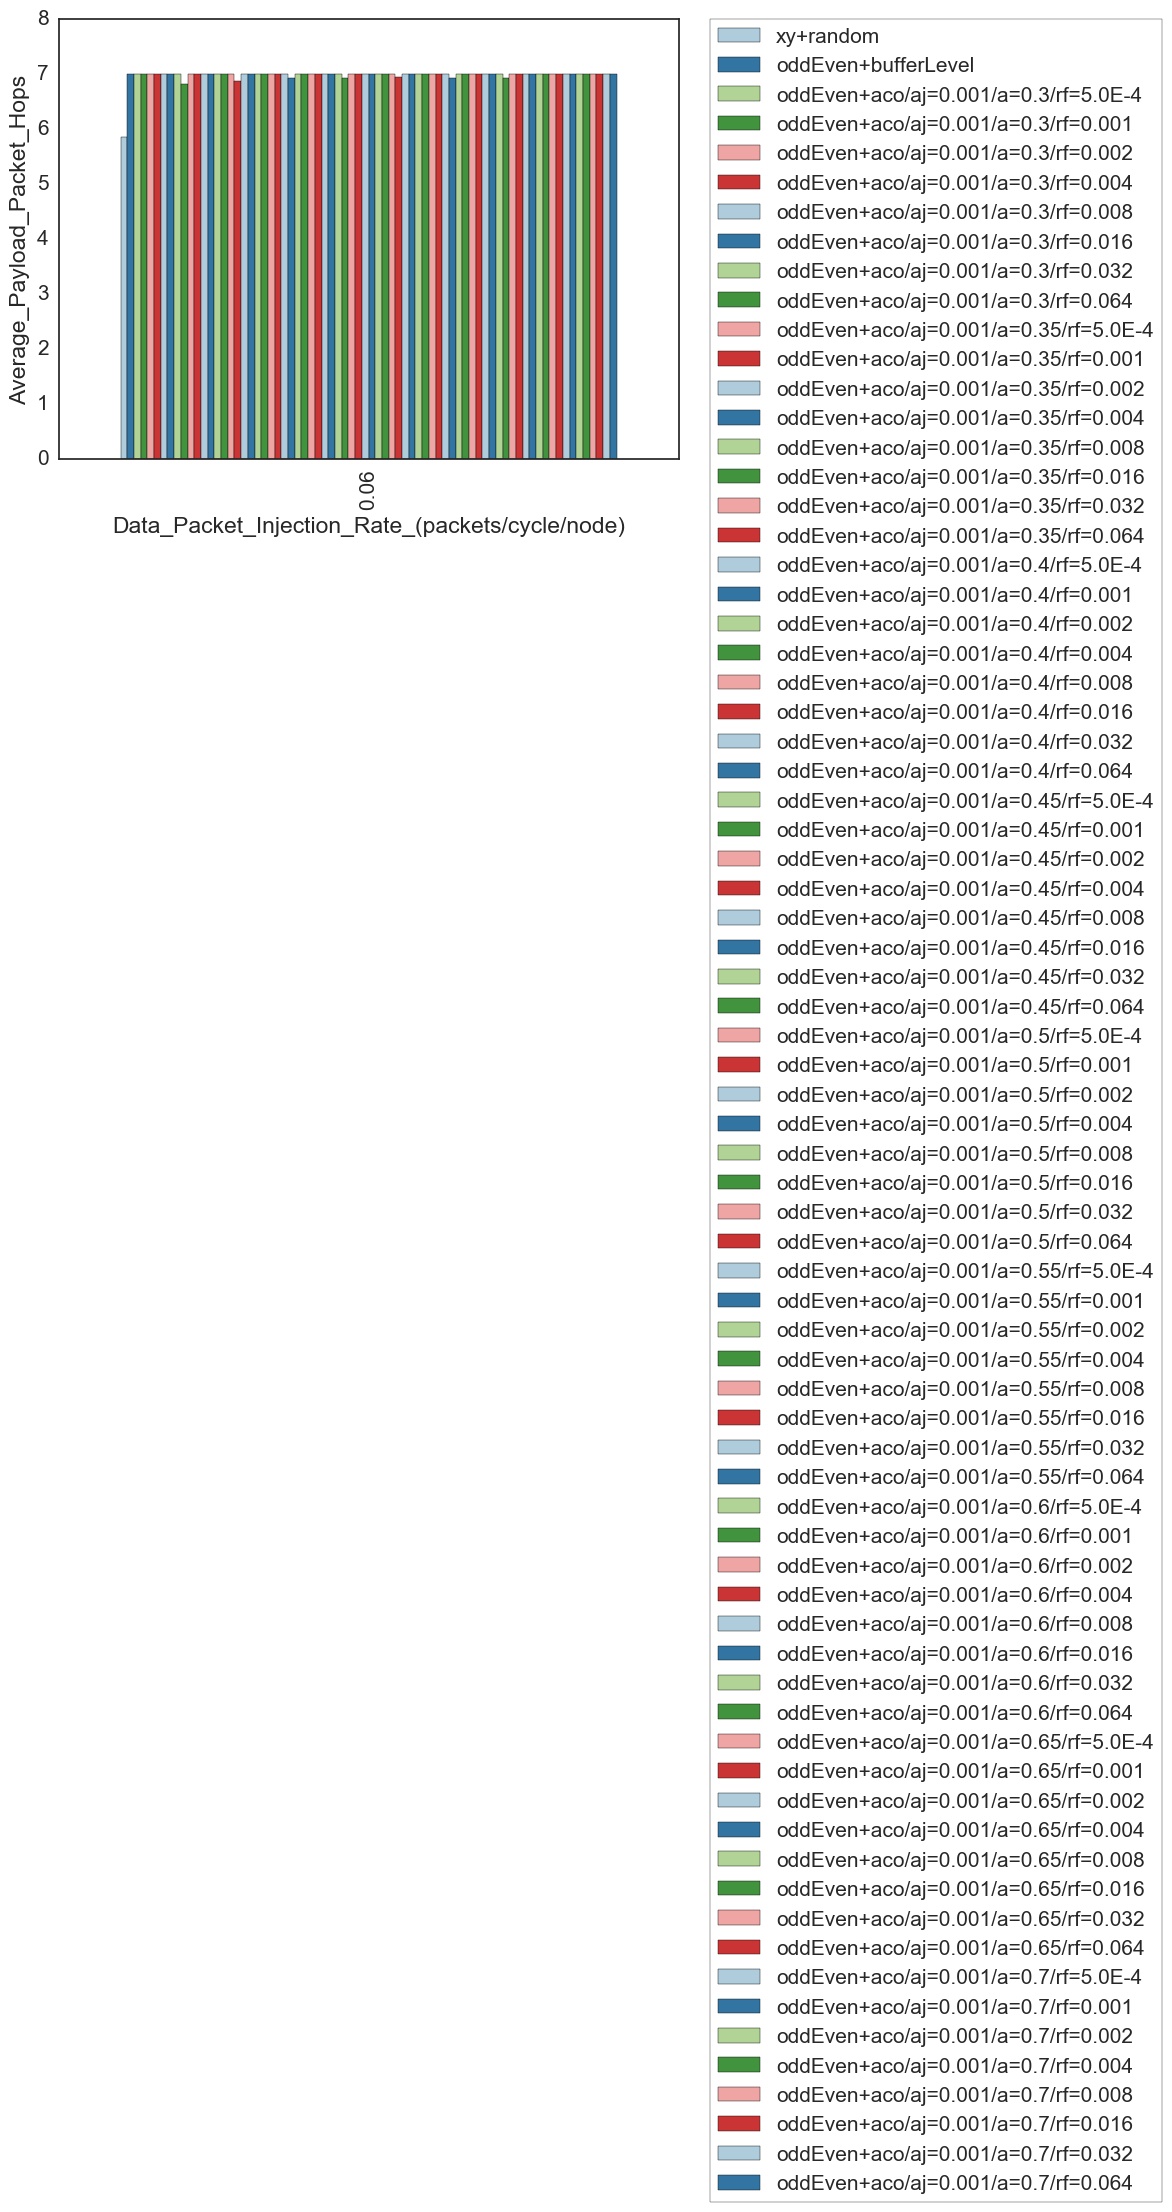 8
7
6
5
4
3
2
1
0
Average_Payload_Packet_Hops
0.06
Data_Packet_Injection_Rate_(packets/cycle/node)
xy+random
oddEven+bufferLevel
oddEven+aco/aj=0.001/a=0.3/rf=5.0E-4
oddEven+aco/aj=0.001/a=0.3/rf=0.001
oddEven+aco/aj=0.001/a=0.3/rf=0.002
oddEven+aco/aj=0.001/a=0.3/rf=0.004
oddEven+aco/aj=0.001/a=0.3/rf=0.008
oddEven+aco/aj=0.001/a=0.3/rf=0.016
oddEven+aco/aj=0.001/a=0.3/rf=0.032
oddEven+aco/aj=0.001/a=0.3/rf=0.064
oddEven+aco/aj=0.001/a=0.35/rf=5.0E-4
oddEven+aco/aj=0.001/a=0.35/rf=0.001
oddEven+aco/aj=0.001/a=0.35/rf=0.002
oddEven+aco/aj=0.001/a=0.35/rf=0.004
oddEven+aco/aj=0.001/a=0.35/rf=0.008
oddEven+aco/aj=0.001/a=0.35/rf=0.016
oddEven+aco/aj=0.001/a=0.35/rf=0.032
oddEven+aco/aj=0.001/a=0.35/rf=0.064
oddEven+aco/aj=0.001/a=0.4/rf=5.0E-4
oddEven+aco/aj=0.001/a=0.4/rf=0.001
oddEven+aco/aj=0.001/a=0.4/rf=0.002
oddEven+aco/aj=0.001/a=0.4/rf=0.004
oddEven+aco/aj=0.001/a=0.4/rf=0.008
oddEven+aco/aj=0.001/a=0.4/rf=0.016
oddEven+aco/aj=0.001/a=0.4/rf=0.032
oddEven+aco/aj=0.001/a=0.4/rf=0.064
oddEven+aco/aj=0.001/a=0.45/rf=5.0E-4
oddEven+aco/aj=0.001/a=0.45/rf=0.001
oddEven+aco/aj=0.001/a=0.45/rf=0.002
oddEven+aco/aj=0.001/a=0.45/rf=0.004
oddEven+aco/aj=0.001/a=0.45/rf=0.008
oddEven+aco/aj=0.001/a=0.45/rf=0.016
oddEven+aco/aj=0.001/a=0.45/rf=0.032
oddEven+aco/aj=0.001/a=0.45/rf=0.064
oddEven+aco/aj=0.001/a=0.5/rf=5.0E-4
oddEven+aco/aj=0.001/a=0.5/rf=0.001
oddEven+aco/aj=0.001/a=0.5/rf=0.002
oddEven+aco/aj=0.001/a=0.5/rf=0.004
oddEven+aco/aj=0.001/a=0.5/rf=0.008
oddEven+aco/aj=0.001/a=0.5/rf=0.016
oddEven+aco/aj=0.001/a=0.5/rf=0.032
oddEven+aco/aj=0.001/a=0.5/rf=0.064
oddEven+aco/aj=0.001/a=0.55/rf=5.0E-4
oddEven+aco/aj=0.001/a=0.55/rf=0.001
oddEven+aco/aj=0.001/a=0.55/rf=0.002
oddEven+aco/aj=0.001/a=0.55/rf=0.004
oddEven+aco/aj=0.001/a=0.55/rf=0.008
oddEven+aco/aj=0.001/a=0.55/rf=0.016
oddEven+aco/aj=0.001/a=0.55/rf=0.032
oddEven+aco/aj=0.001/a=0.55/rf=0.064
oddEven+aco/aj=0.001/a=0.6/rf=5.0E-4
oddEven+aco/aj=0.001/a=0.6/rf=0.001
oddEven+aco/aj=0.001/a=0.6/rf=0.002
oddEven+aco/aj=0.001/a=0.6/rf=0.004
oddEven+aco/aj=0.001/a=0.6/rf=0.008
oddEven+aco/aj=0.001/a=0.6/rf=0.016
oddEven+aco/aj=0.001/a=0.6/rf=0.032
oddEven+aco/aj=0.001/a=0.6/rf=0.064
oddEven+aco/aj=0.001/a=0.65/rf=5.0E-4
oddEven+aco/aj=0.001/a=0.65/rf=0.001
oddEven+aco/aj=0.001/a=0.65/rf=0.002
oddEven+aco/aj=0.001/a=0.65/rf=0.004
oddEven+aco/aj=0.001/a=0.65/rf=0.008
oddEven+aco/aj=0.001/a=0.65/rf=0.016
oddEven+aco/aj=0.001/a=0.65/rf=0.032
oddEven+aco/aj=0.001/a=0.65/rf=0.064
oddEven+aco/aj=0.001/a=0.7/rf=5.0E-4
oddEven+aco/aj=0.001/a=0.7/rf=0.001
oddEven+aco/aj=0.001/a=0.7/rf=0.002
oddEven+aco/aj=0.001/a=0.7/rf=0.004
oddEven+aco/aj=0.001/a=0.7/rf=0.008
oddEven+aco/aj=0.001/a=0.7/rf=0.016
oddEven+aco/aj=0.001/a=0.7/rf=0.032
oddEven+aco/aj=0.001/a=0.7/rf=0.064